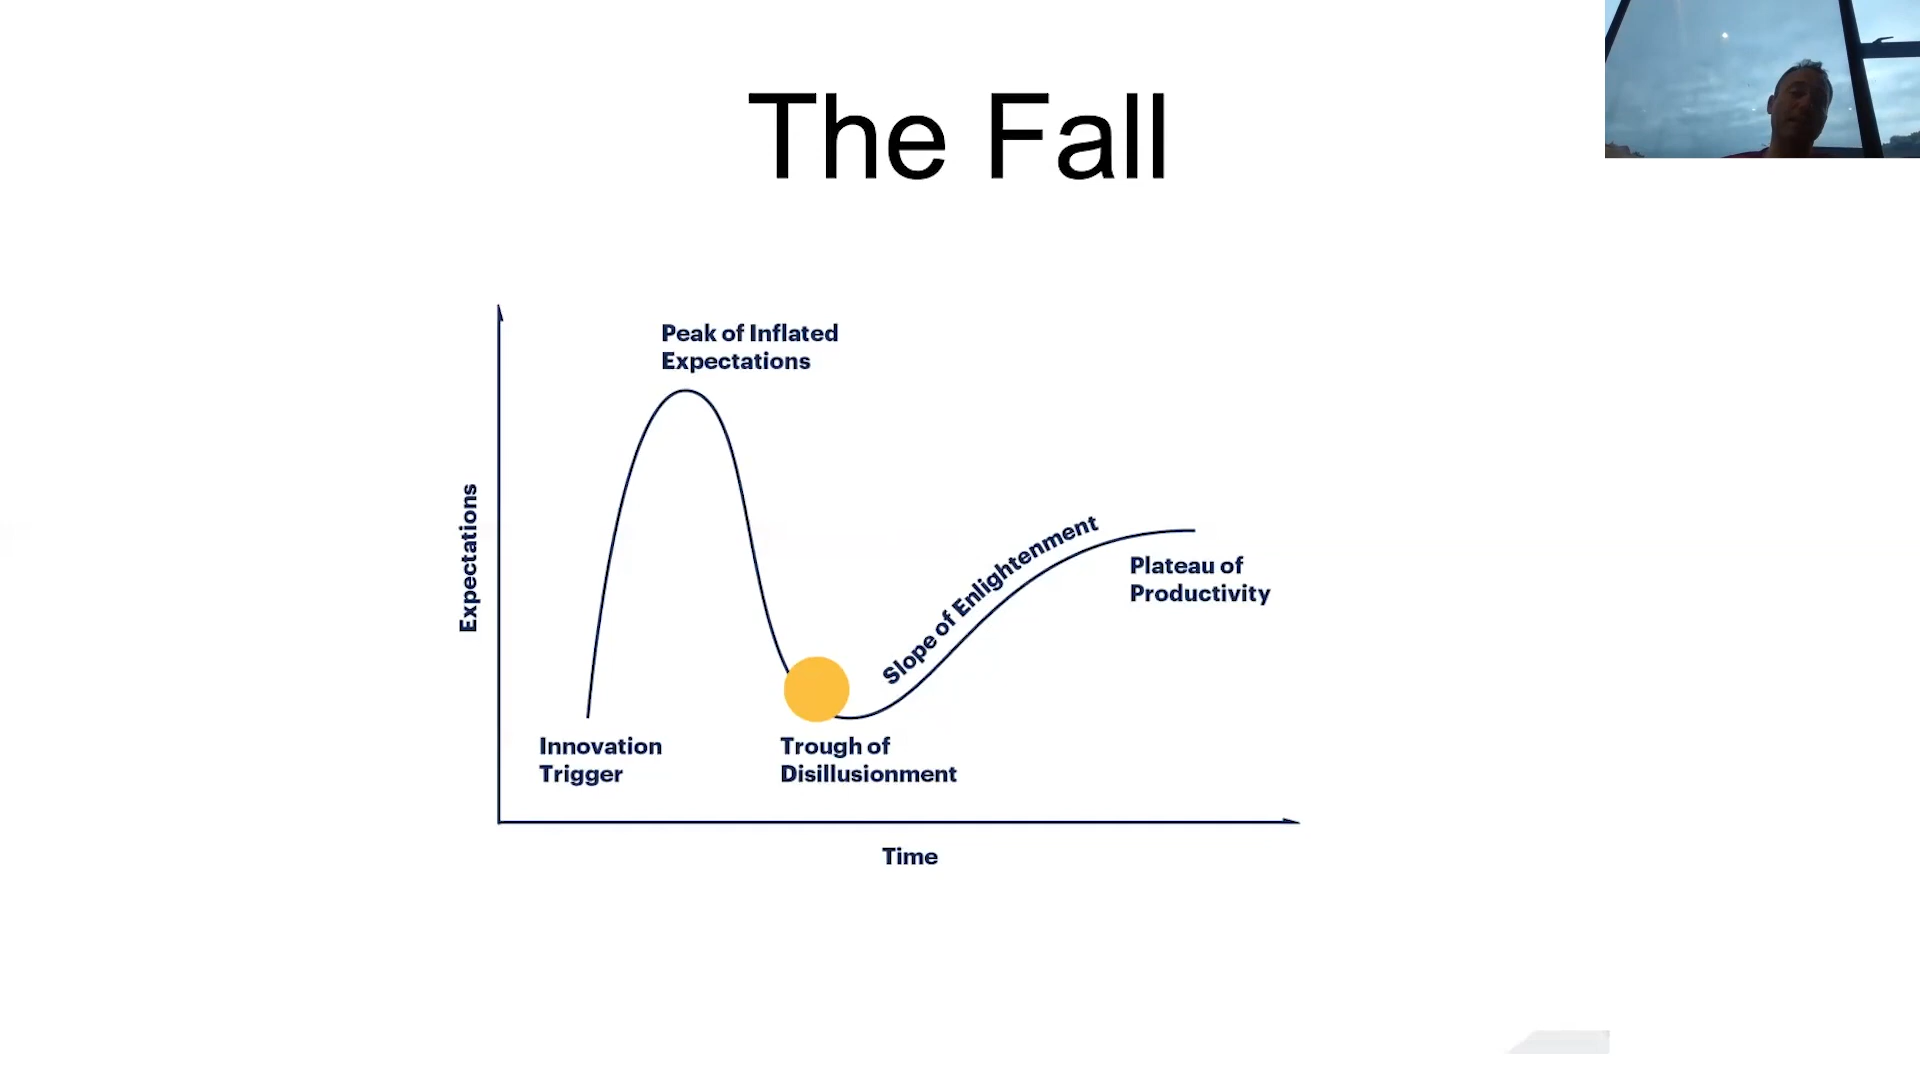 The Fall
Peak of Inflated
Expectations
Expectations
Slope of Enlightenment
Plateau of
Productivity
Innovation
Trigger
Trough of
Disillusionment
Time